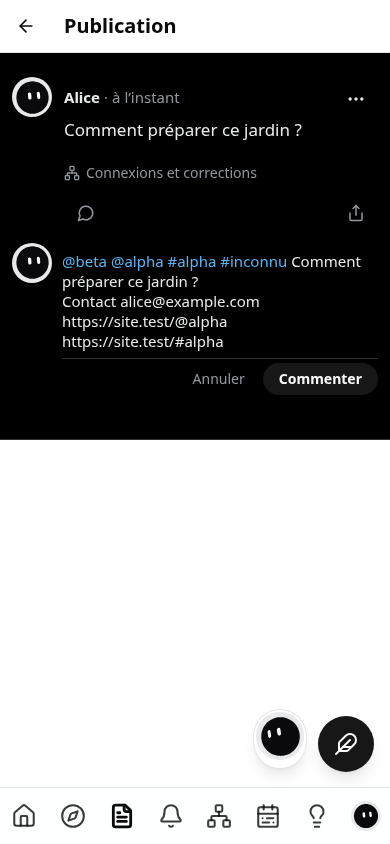 Publication
Alice · à l'instant
Comment préparer ce jardin ?
Connexions et corrections
@beta @alpha #alpha #inconnu Comment
préparer ce jardin ?
Contact alice@example.com
https://site.test/@alpha
https://site.test/#alpha
Annuler
Commenter